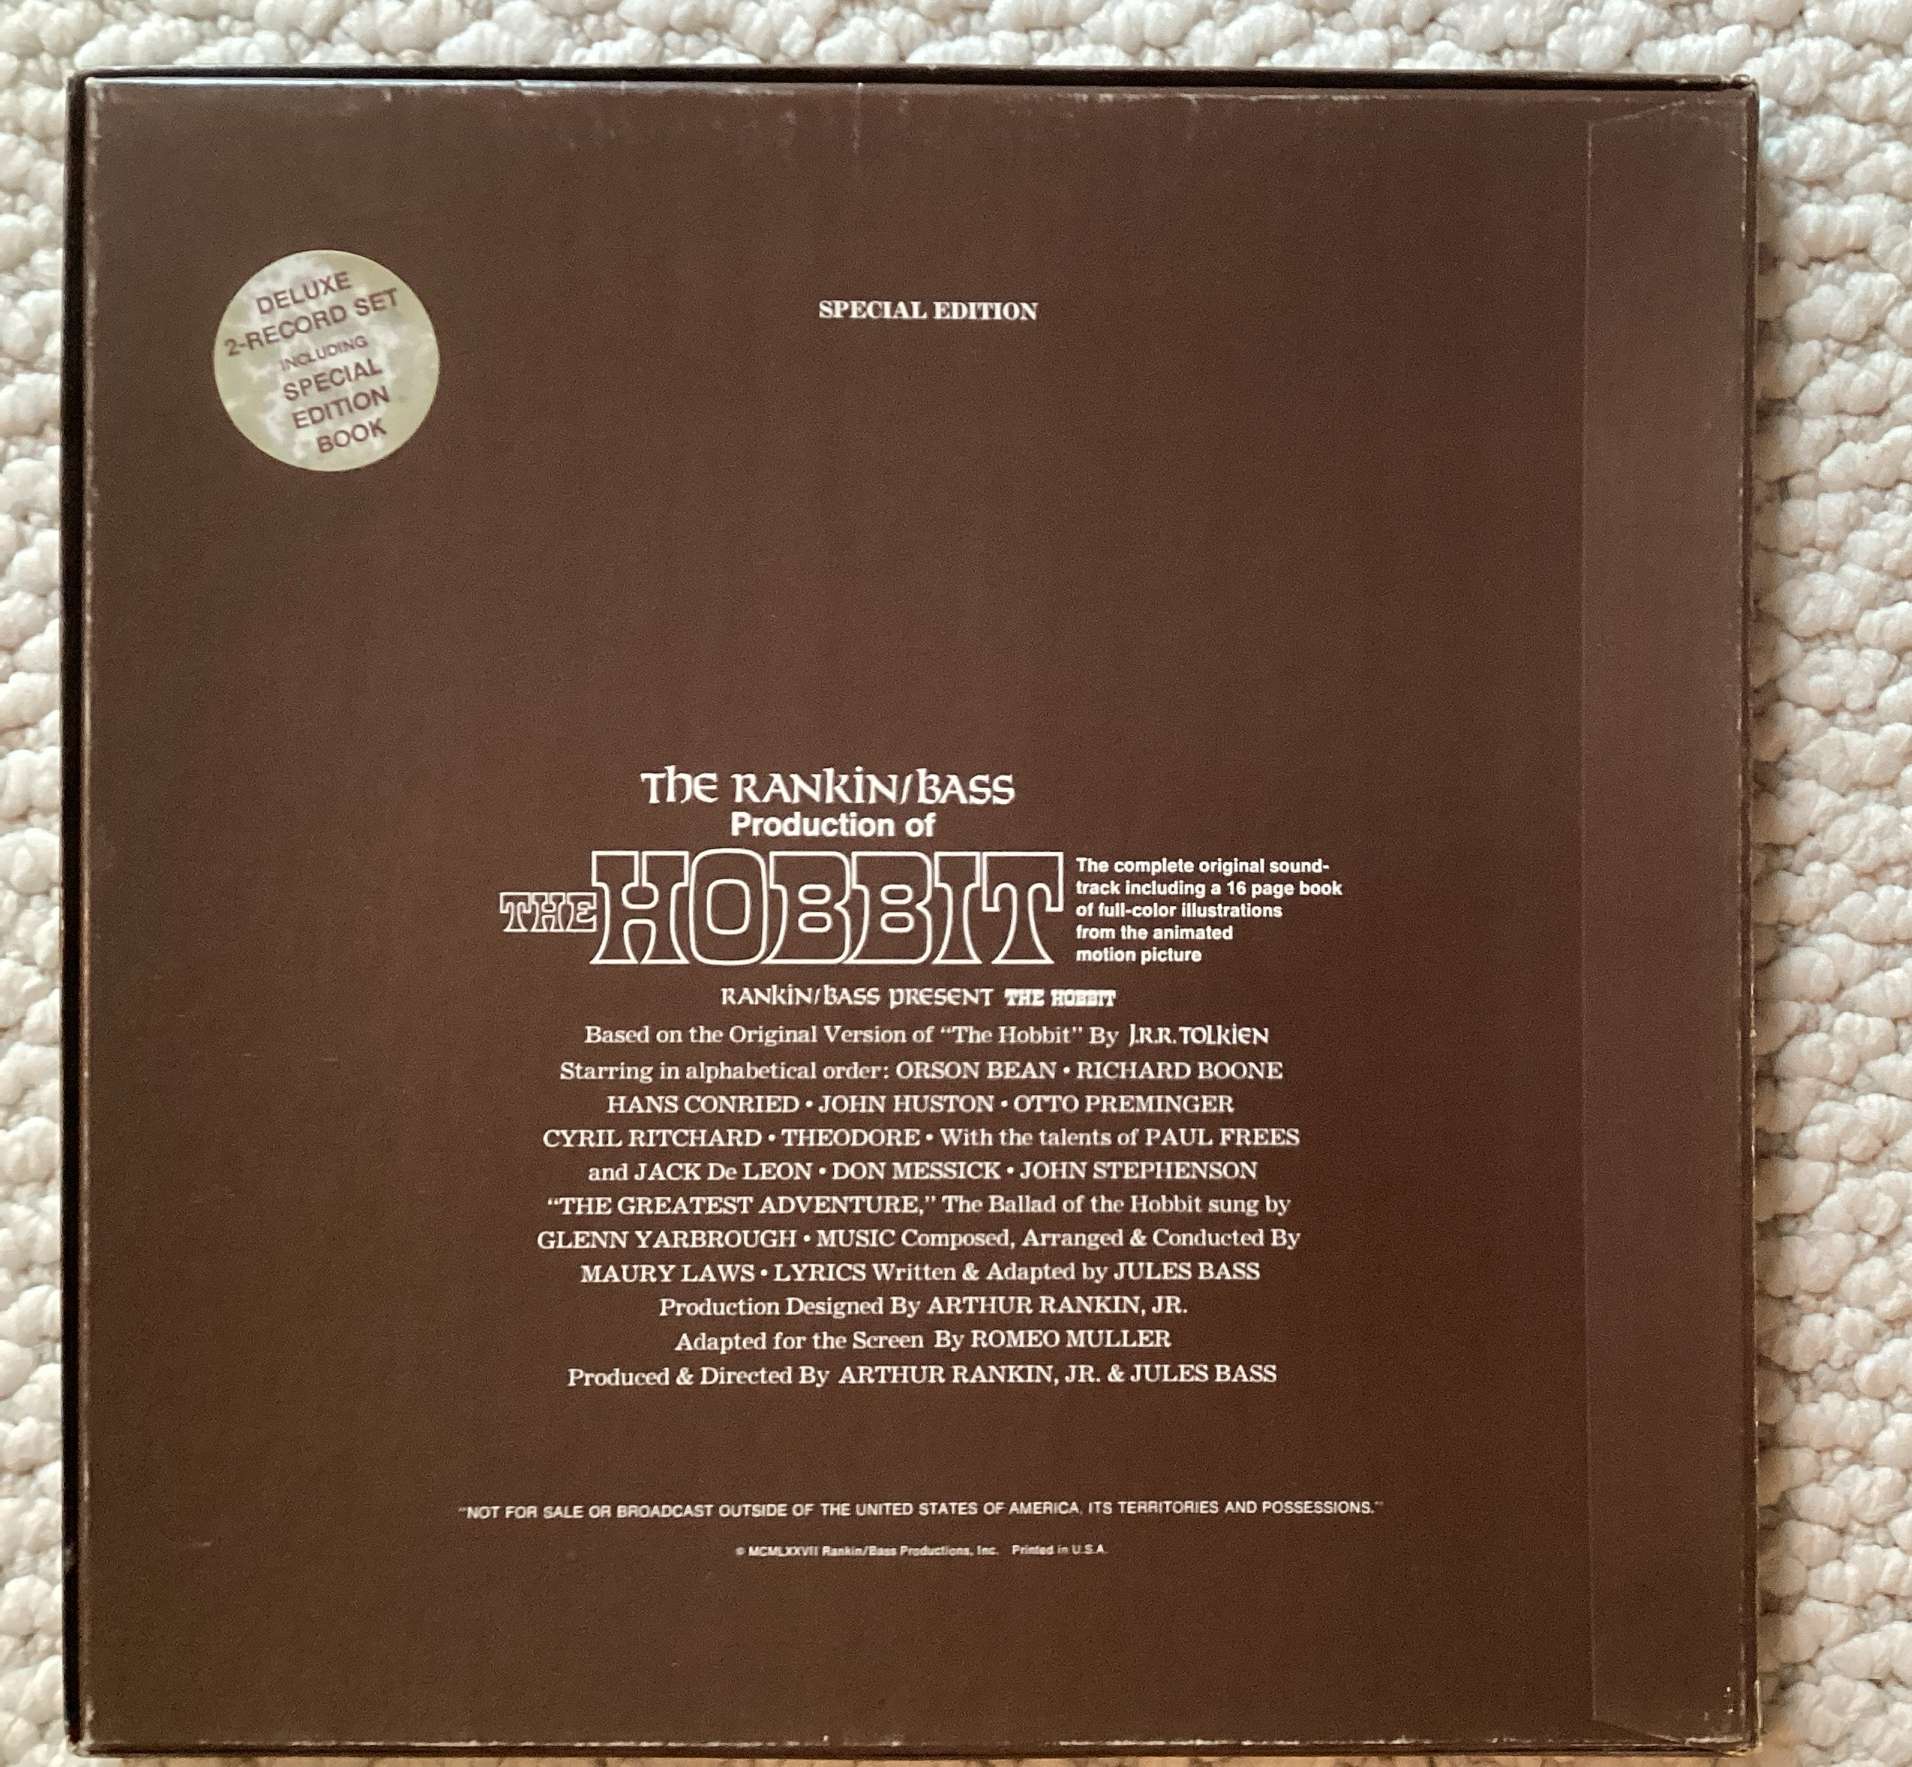 DELUXE
2-RECORD SET
INCLUDING
SPECIAL
EDITION
BOOK
SPECIAL EDITION
The RANKIN/BASS
Production of
THE HOBBIT
The complete original sound-
track including a 16 page book
of full-color illustrations
from the animated
motion picture
RANKIN/BASS PRESENT THE HOBBIT
Based on the Original Version of “The Hobbit” By J.R.R. TOLKIEN
Starring in alphabetical order: ORSON BEAN • RICHARD BOONE
HANS CONRIED • JOHN HUSTON • OTTO PREMINGER
CYRIL RITCHARD • THEODORE • With the talents of PAUL FREES
and JACK De LEON • DON MESSICK • JOHN STEPHENSON
“THE GREATEST ADVENTURE,” The Ballad of the Hobbit sung by
GLENN YARBROUGH • MUSIC Composed, Arranged & Conducted By
MAURY LAWS • LYRICS Written & Adapted by JULES BASS
Production Designed By ARTHUR RANKIN, JR.
Adapted for the Screen By ROMEO MULLER
Produced & Directed By ARTHUR RANKIN, JR. & JULES BASS
"NOT FOR SALE OR BROADCAST OUTSIDE OF THE UNITED STATES OF AMERICA, ITS TERRITORIES AND POSSESSIONS."
© MCMLXXVII Rankin/Bass Productions, Inc. Printed in U.S.A.